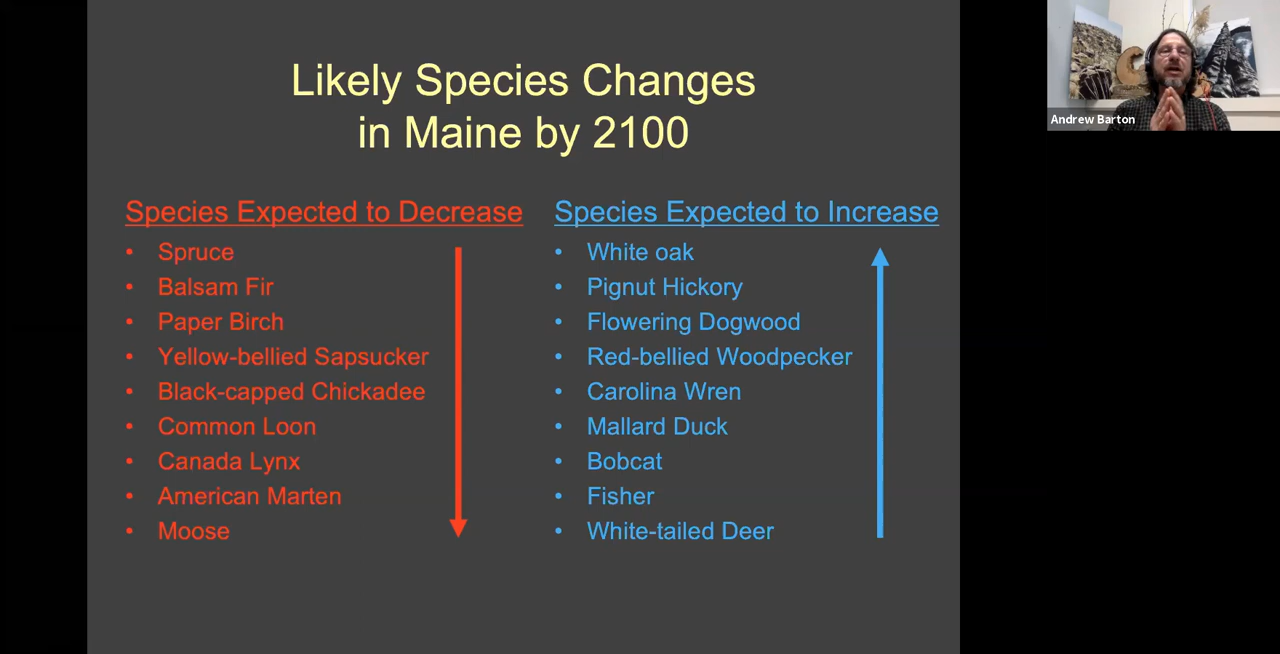 Likely Species Changes
in Maine by 2100
Species Expected to Decrease
• Spruce
• Balsam Fir
• Paper Birch
• Yellow-bellied Sapsucker
• Black-capped Chickadee
• Common Loon
• Canada Lynx
• American Marten
• Moose
Species Expected to Increase
• White oak
• Pignut Hickory
• Flowering Dogwood
• Red-bellied Woodpecker
• Carolina Wren
• Mallard Duck
• Bobcat
• Fisher
• White-tailed Deer
Andrew Barton